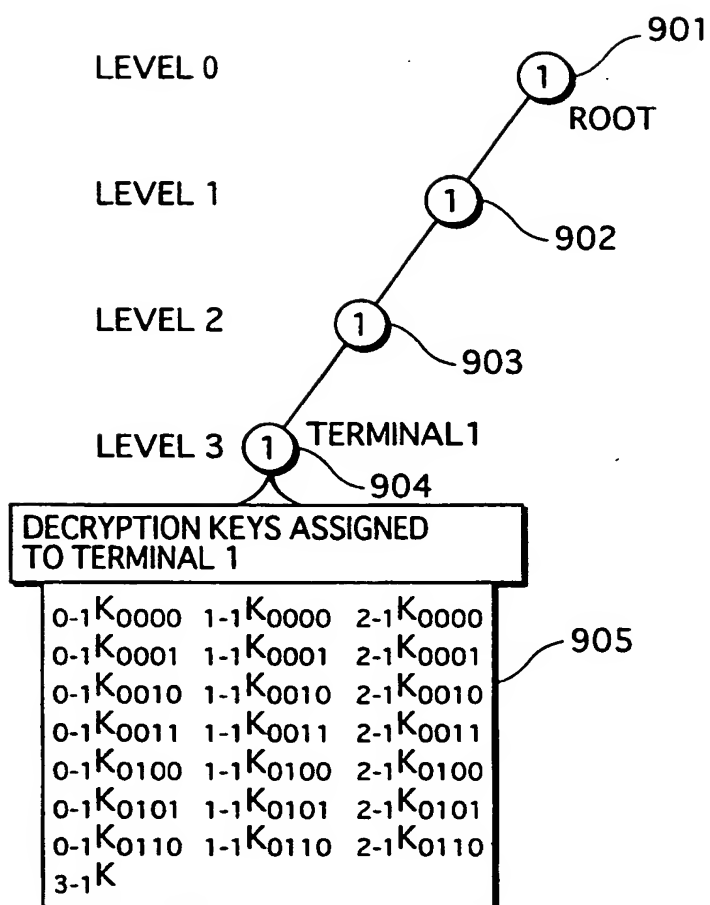 901
LEVEL 0 1
ROOT
LEVEL 1 1
902
LEVEL 2 1
903
LEVEL 3 1 TERMINAL1
904
DECRYPTION KEYS ASSIGNED
TO TERMINAL 1
0-1K0000 1-1K0000 2-1K0000
905
0-1K0001 1-1K0001 2-1K0001
0-1K0010 1-1K0010 2-1K0010
0-1K0011 1-1K0011 2-1K0011
0-1K0100 1-1K0100 2-1K0100
0-1K0101 1-1K0101 2-1K0101
0-1K0110 1-1K0110 2-1K0110
3-1K